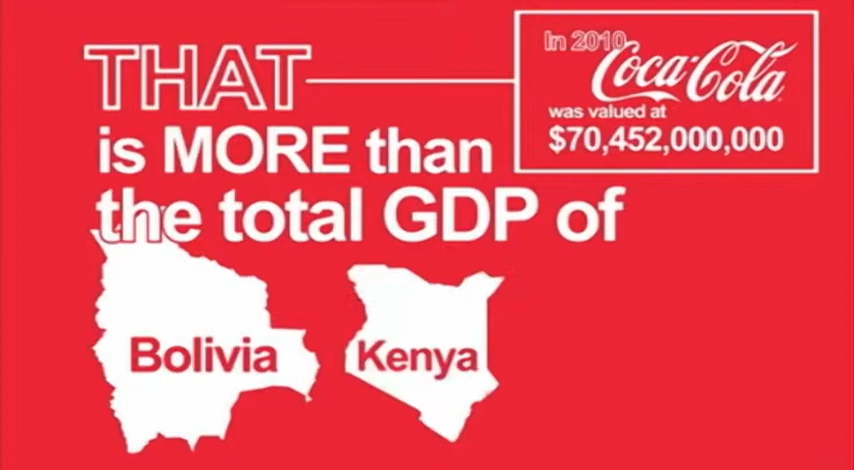 THAT
is MORE than
the total GDP of
In 2010
Coca-Cola
was valued at
$70,452,000,000
Bolivia
Kenya